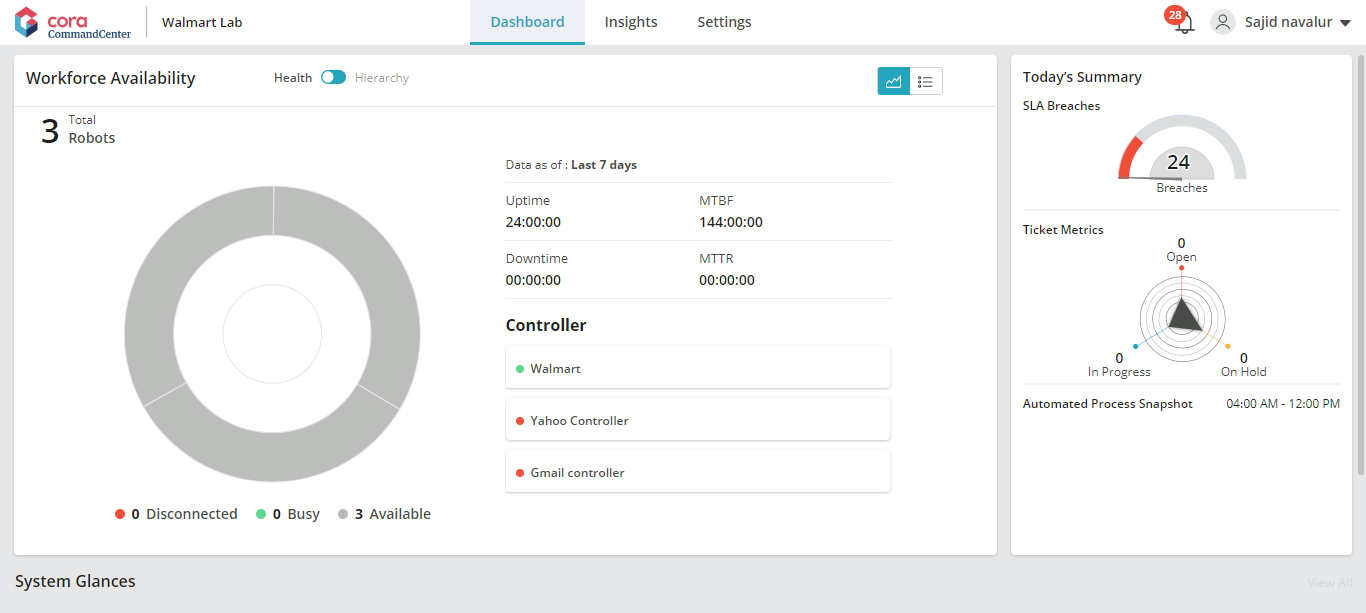 cora
CommandCenter
Walmart Lab
Dashboard
Insights
Settings
28
Sajid navalur
Workforce Availability
Health
Hierarchy
3
Total
Robots
Data as of : Last 7 days
Uptime
MTBF
24:00:00
144:00:00
Downtime
MTTR
00:00:00
00:00:00
Controller
Walmart
Yahoo Controller
Gmail controller
0 Disconnected
0 Busy
3 Available
Today's Summary
SLA Breaches
24
Breaches
Ticket Metrics
0
Open
0
In Progress
0
On Hold
Automated Process Snapshot
04:00 AM - 12:00 PM
System Glances
View All